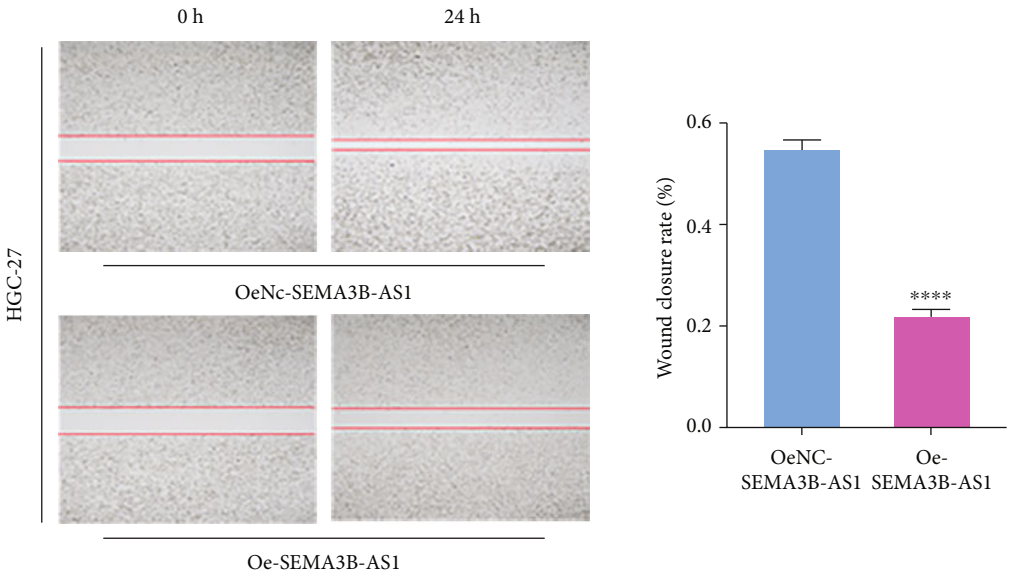 0 h
24 h
HGC-27
OeNc-SEMA3B-AS1
Oe-SEMA3B-AS1
Wound closure rate (%)
0.6
0.4
0.2
0.0
****
OeNC-
SEMA3B-AS1
Oe-
SEMA3B-AS1